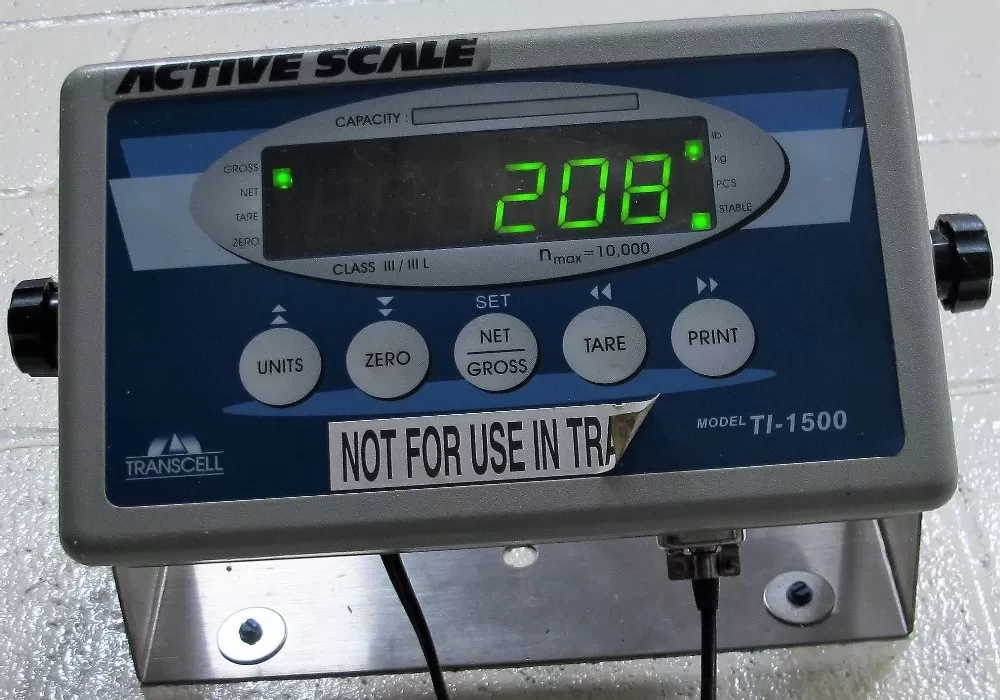 ACTIVE SCALE
CAPACITY :
GROSS
NET
TARE
ZERO
208
lb
kg
PCS
STABLE
CLASS III / III L
nmax=10,000
SET
UNITS
ZERO
NET
GROSS
TARE
PRINT
NOT FOR USE IN TRA
MODEL TI-1500
TRANSCELL